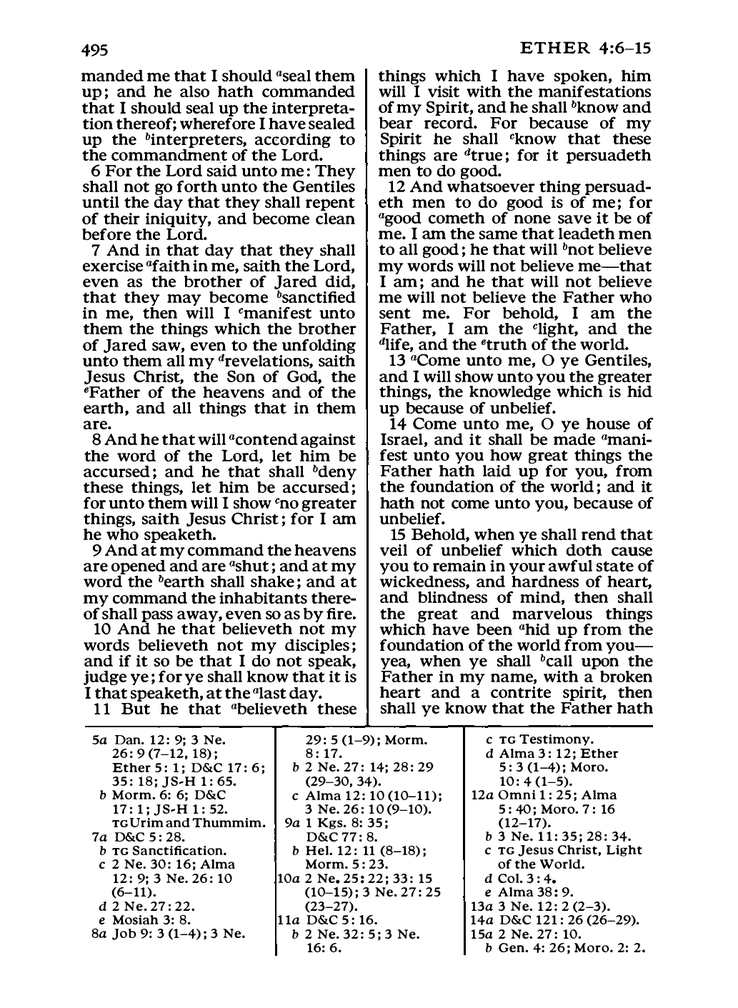 495
ETHER 4:6–15
manded me that I should aseal them
up; and he also hath commanded
that I should seal up the interpreta-
tion thereof; wherefore I have sealed
up the binterpreters, according to
the commandment of the Lord.
6 For the Lord said unto me: They
shall not go forth unto the Gentiles
until the day that they shall repent
of their iniquity, and become clean
before the Lord.
7 And in that day that they shall
exercise afaith in me, saith the Lord,
even as the brother of Jared did,
that they may become bsanctified
in me, then will I cmanifest unto
them the things which the brother
of Jared saw, even to the unfolding
unto them all my drevelations, saith
Jesus Christ, the Son of God, the
eFather of the heavens and of the
earth, and all things that in them
are.
8 And he that will acontend against
the word of the Lord, let him be
accursed; and he that shall bdeny
these things, let him be accursed;
for unto them will I show cno greater
things, saith Jesus Christ; for I am
he who speaketh.
9 And at my command the heavens
are opened and are ashut; and at my
word the bearth shall shake; and at
my command the inhabitants there-
of shall pass away, even so as by fire.
10 And he that believeth not my
words believeth not my disciples;
and if it so be that I do not speak,
judge ye; for ye shall know that it is
I that speaketh, at the alast day.
11 But he that abelieveth these
things which I have spoken, him
will I visit with the manifestations
of my Spirit, and he shall bknow and
bear record. For because of my
Spirit he shall cknow that these
things are dtrue; for it persuadeth
men to do good.
12 And whatsoever thing persuad-
eth men to do good is of me; for
agood cometh of none save it be of
me. I am the same that leadeth men
to all good; he that will bnot believe
my words will not believe me—that
I am; and he that will not believe
me will not believe the Father who
sent me. For behold, I am the
Father, I am the clight, and the
dlife, and the etruth of the world.
13 aCome unto me, O ye Gentiles,
and I will show unto you the greater
things, the knowledge which is hid
up because of unbelief.
14 Come unto me, O ye house of
Israel, and it shall be made amani-
fest unto you how great things the
Father hath laid up for you, from
the foundation of the world; and it
hath not come unto you, because of
unbelief.
15 Behold, when ye shall rend that
veil of unbelief which doth cause
you to remain in your awful state of
wickedness, and hardness of heart,
and blindness of mind, then shall
the great and marvelous things
which have been ahid up from the
foundation of the world from you—
yea, when ye shall bcall upon the
Father in my name, with a broken
heart and a contrite spirit, then
shall ye know that the Father hath
5a Dan. 12: 9; 3 Ne.
26: 9 (7–12, 18);
Ether 5: 1; D&C 17: 6;
35: 18; JS-H 1: 65.
b Morm. 6: 6; D&C
17: 1; JS-H 1: 52.
TG Urim and Thummim.
7a D&C 5: 28.
b TG Sanctification.
c 2 Ne. 30: 16; Alma
12: 9; 3 Ne. 26: 10
(6–11).
d 2 Ne. 27: 22.
e Mosiah 3: 8.
8a Job 9: 3 (1–4); 3 Ne.
29: 5 (1–9); Morm.
8: 17.
b 2 Ne. 27: 14; 28: 29
(29–30, 34).
c Alma 12: 10 (10–11);
3 Ne. 26: 10 (9–10).
9a 1 Kgs. 8: 35;
D&C 77: 8.
b Hel. 12: 11 (8–18);
Morm. 5: 23.
10a 2 Ne. 25: 22; 33: 15
(10–15); 3 Ne. 27: 25
(23–27).
11a D&C 5: 16.
b 2 Ne. 32: 5; 3 Ne.
16: 6.
c TG Testimony.
d Alma 3: 12; Ether
5: 3 (1–4); Moro.
10: 4 (1–5).
12a Omni 1: 25; Alma
5: 40; Moro. 7: 16
(12–17).
b 3 Ne. 11: 35; 28: 34.
c TG Jesus Christ, Light
of the World.
d Col. 3: 4.
e Alma 38: 9.
13a 3 Ne. 12: 2 (2–3).
14a D&C 121: 26 (26–29).
15a 2 Ne. 27: 10.
b Gen. 4: 26; Moro. 2: 2.